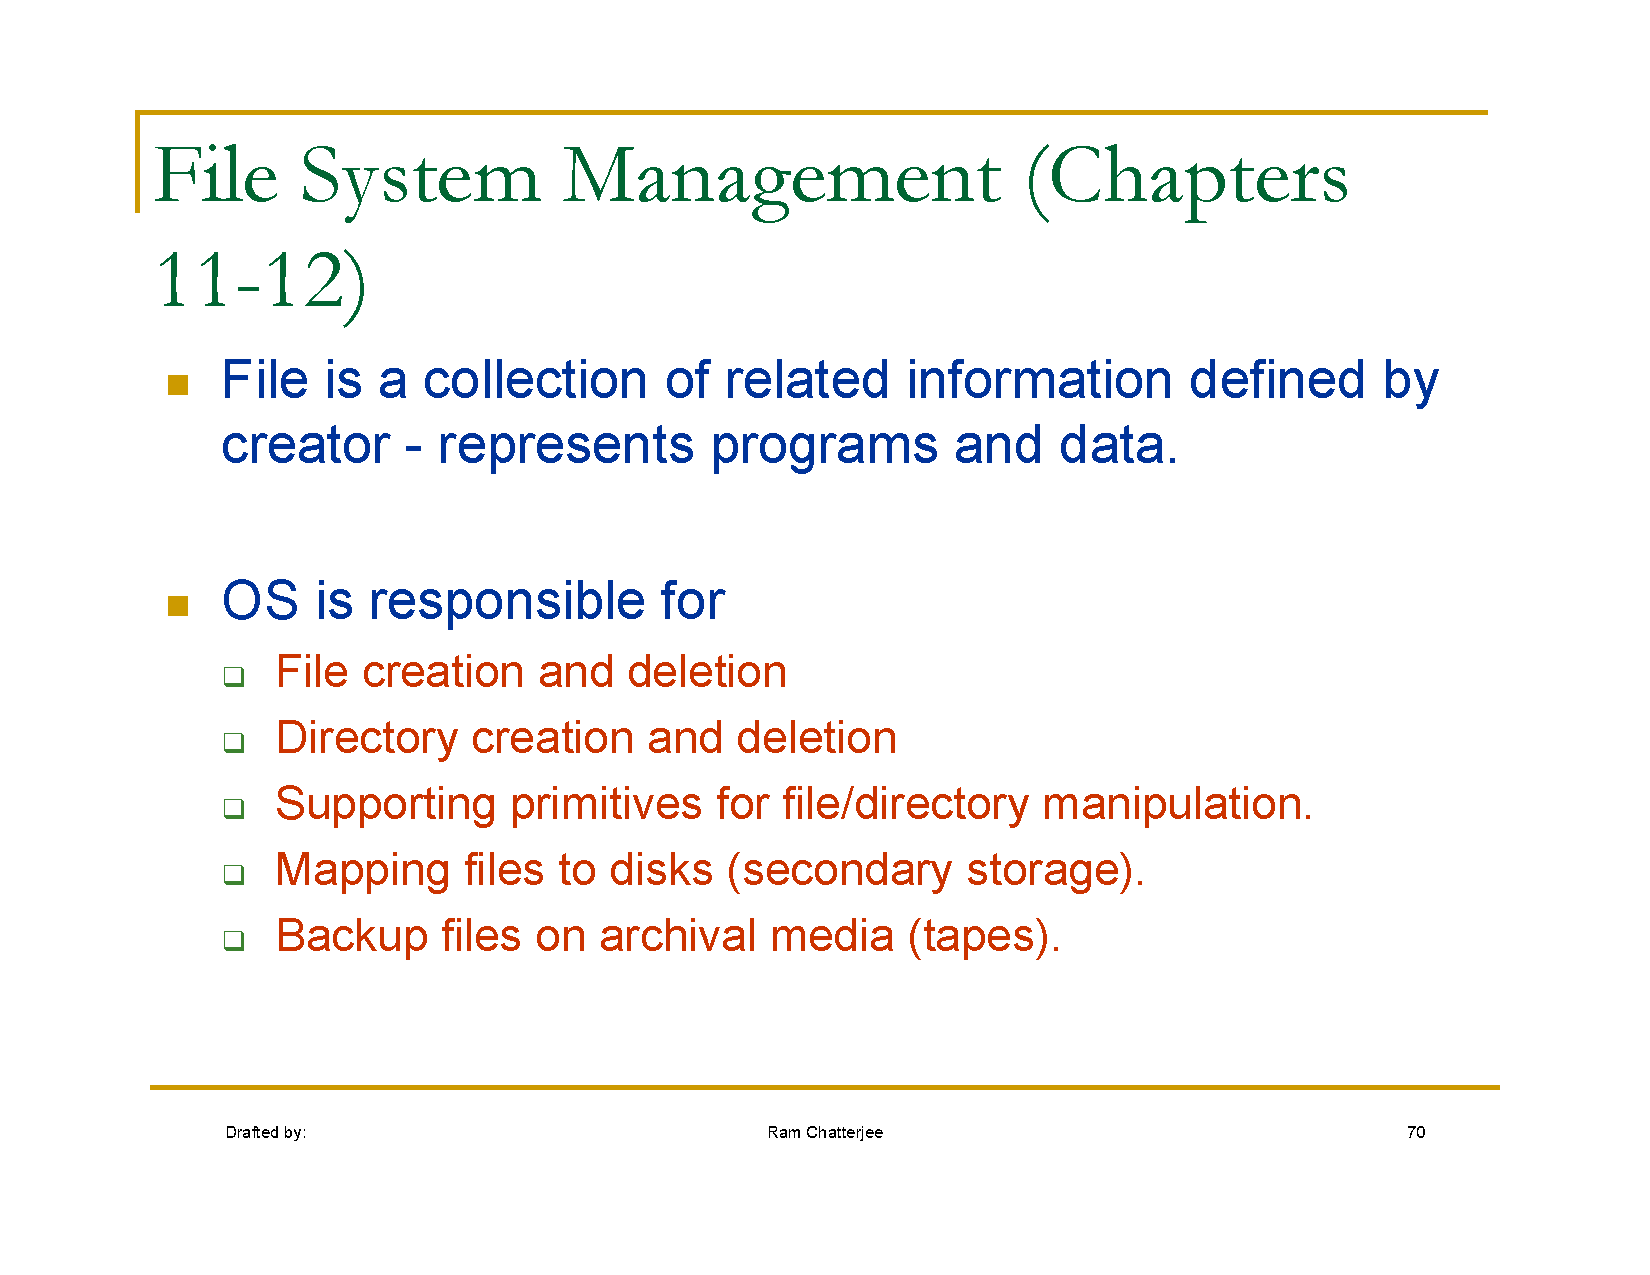 File System Management (Chapters
11-12)
File is a collection of related information defined by
creator - represents programs and data.
OS is responsible for
File creation and deletion
Directory creation and deletion
Supporting primitives for file/directory manipulation.
Mapping files to disks (secondary storage).
Backup files on archival media (tapes).
Drafted by: Ram Chatterjee 70